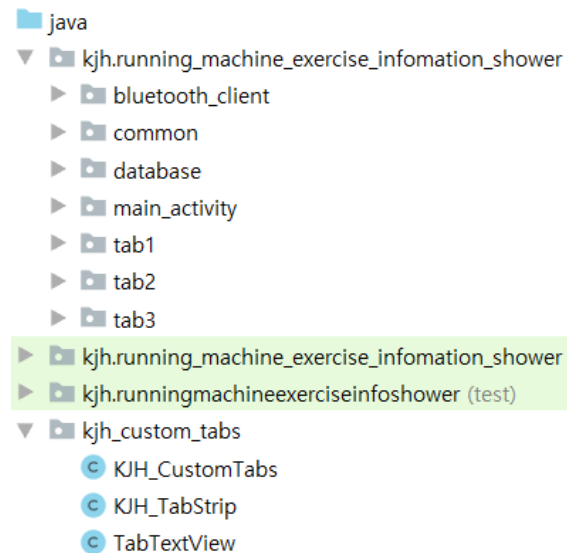 java
kjh.running_machine_exercise_infomation_shower
bluetooth_client
common
database
main_activity
tab1
tab2
tab3
kjh.running_machine_exercise_infomation_shower
kjh.runningmachineexerciseinfoshower (test)
kjh_custom_tabs
C KJH_CustomTabs
C KJH_TabStrip
C TabTextView